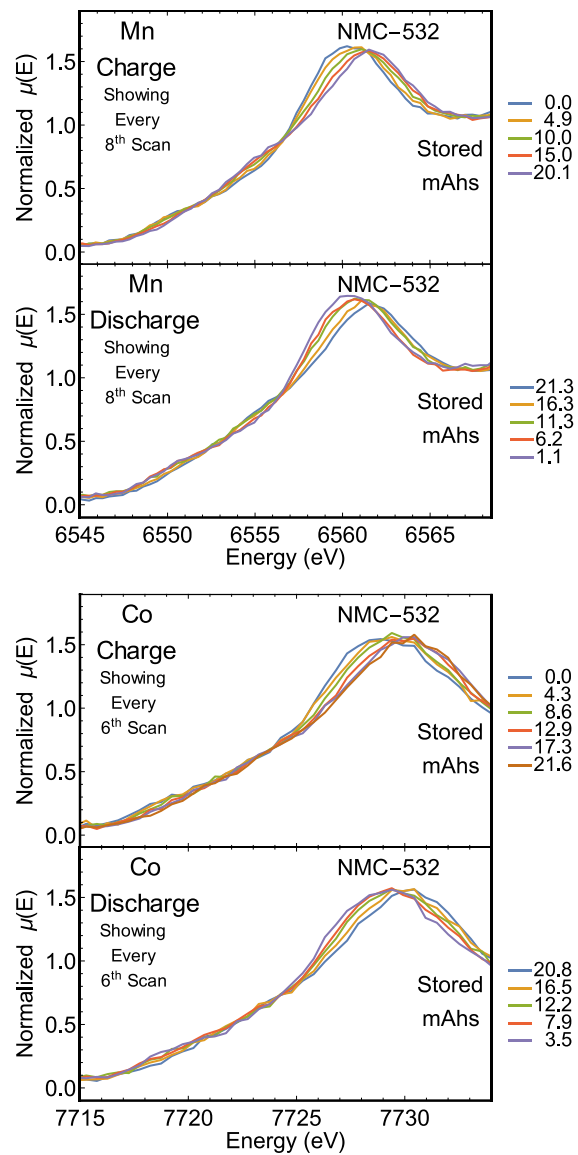 Mn NMC−532
Charge
Showing
Every
8th Scan
Stored
mAhs
Normalized μ(E)
1.5
1.0
0.5
0.0
0.0
4.9
10.0
15.0
20.1
Mn NMC−532
Discharge
Showing
Every
8th Scan
Stored
mAhs
Normalized μ(E)
1.5
1.0
0.5
0.0
21.3
16.3
11.3
6.2
1.1
6545 6550 6555 6560 6565
Energy (eV)
Co NMC−532
Charge
Showing
Every
6th Scan
Stored
mAhs
Normalized μ(E)
1.5
1.0
0.5
0.0
0.0
4.3
8.6
12.9
17.3
21.6
Co NMC−532
Discharge
Showing
Every
6th Scan
Stored
mAhs
Normalized μ(E)
1.5
1.0
0.5
0.0
20.8
16.5
12.2
7.9
3.5
7715 7720 7725 7730
Energy (eV)